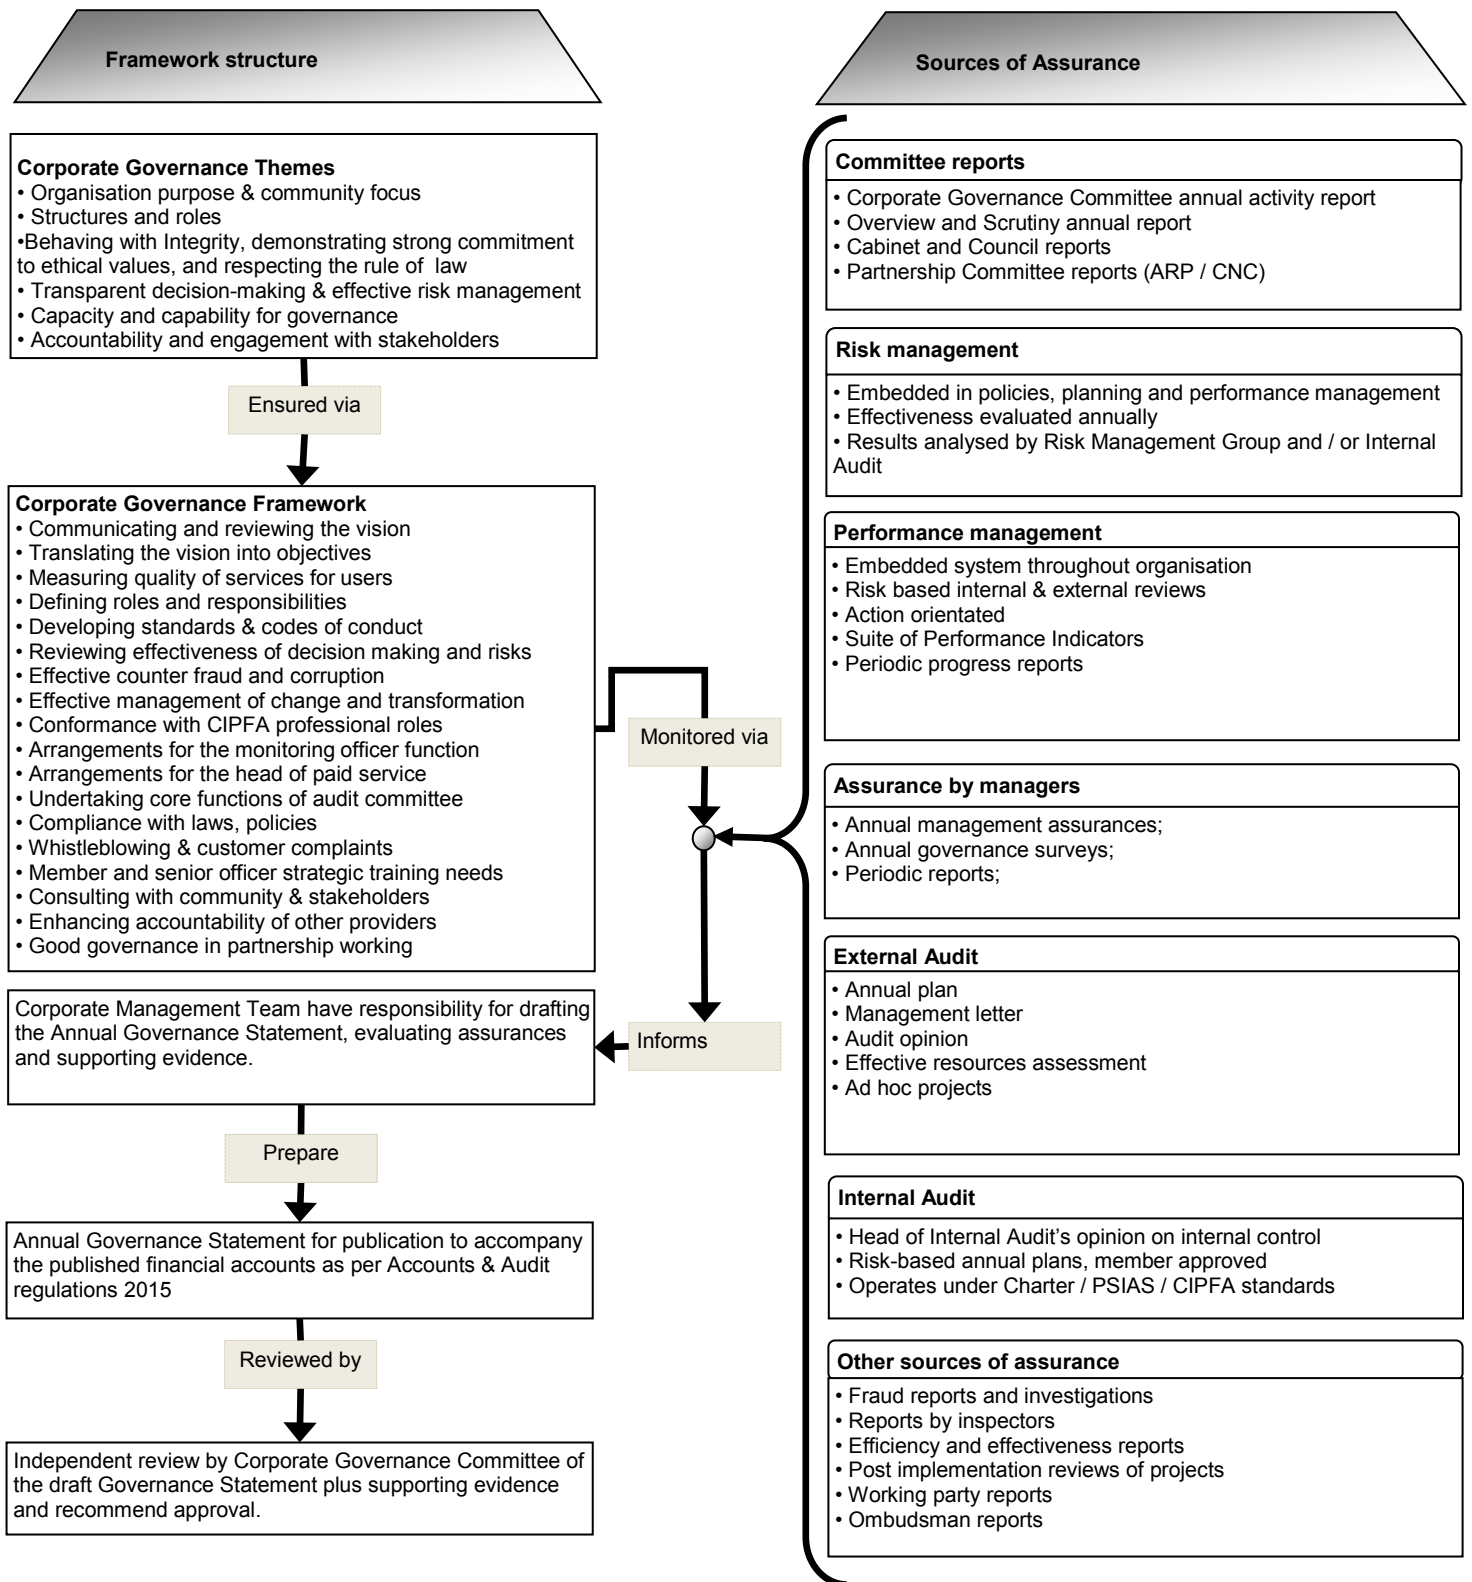 Framework structure
Corporate Governance Themes
• Organisation purpose & community focus
• Structures and roles
•Behaving with Integrity, demonstrating strong commitment
to ethical values, and respecting the rule of law
• Transparent decision-making & effective risk management
• Capacity and capability for governance
• Accountability and engagement with stakeholders
Ensured via
Corporate Governance Framework
• Communicating and reviewing the vision
• Translating the vision into objectives
• Measuring quality of services for users
• Defining roles and responsibilities
• Developing standards & codes of conduct
• Reviewing effectiveness of decision making and risks
• Effective counter fraud and corruption
• Effective management of change and transformation
• Conformance with CIPFA professional roles
• Arrangements for the monitoring officer function
• Arrangements for the head of paid service
• Undertaking core functions of audit committee
• Compliance with laws, policies
• Whistleblowing & customer complaints
• Member and senior officer strategic training needs
• Consulting with community & stakeholders
• Enhancing accountability of other providers
• Good governance in partnership working
Monitored via
Informs
Corporate Management Team have responsibility for drafting
the Annual Governance Statement, evaluating assurances
and supporting evidence.
Prepare
Annual Governance Statement for publication to accompany
the published financial accounts as per Accounts & Audit
regulations 2015
Reviewed by
Independent review by Corporate Governance Committee of
the draft Governance Statement plus supporting evidence
and recommend approval.
Sources of Assurance
Committee reports
• Corporate Governance Committee annual activity report
• Overview and Scrutiny annual report
• Cabinet and Council reports
• Partnership Committee reports (ARP / CNC)
Risk management
• Embedded in policies, planning and performance management
• Effectiveness evaluated annually
• Results analysed by Risk Management Group and / or Internal
Audit
Performance management
• Embedded system throughout organisation
• Risk based internal & external reviews
• Action orientated
• Suite of Performance Indicators
• Periodic progress reports
Assurance by managers
• Annual management assurances;
• Annual governance surveys;
• Periodic reports;
External Audit
• Annual plan
• Management letter
• Audit opinion
• Effective resources assessment
• Ad hoc projects
Internal Audit
• Head of Internal Audit's opinion on internal control
• Risk-based annual plans, member approved
• Operates under Charter / PSIAS / CIPFA standards
Other sources of assurance
• Fraud reports and investigations
• Reports by inspectors
• Efficiency and effectiveness reports
• Post implementation reviews of projects
• Working party reports
• Ombudsman reports